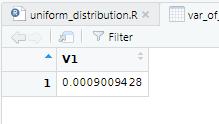 uniform_distribution.R
var_of_
Filter
V1
1 0.0009009428